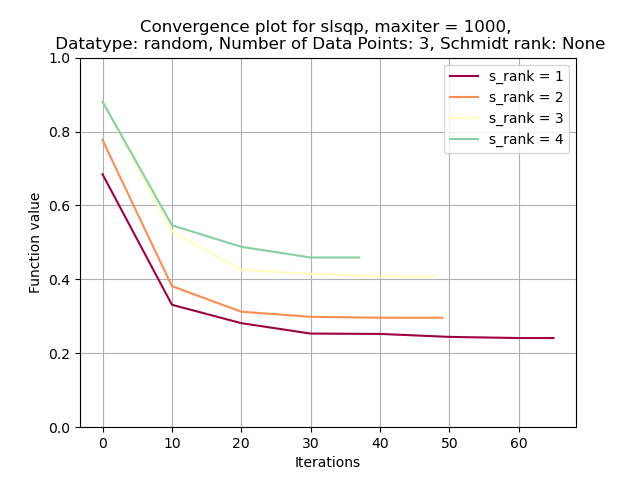 Convergence plot for slsqp, maxiter = 1000,
Datatype: random, Number of Data Points: 3, Schmidt rank: None
1.0
0.8
0.6
0.4
0.2
0.0
Function value
s_rank = 1
s_rank = 2
s_rank = 3
s_rank = 4
0 10 20 30 40 50 60
Iterations